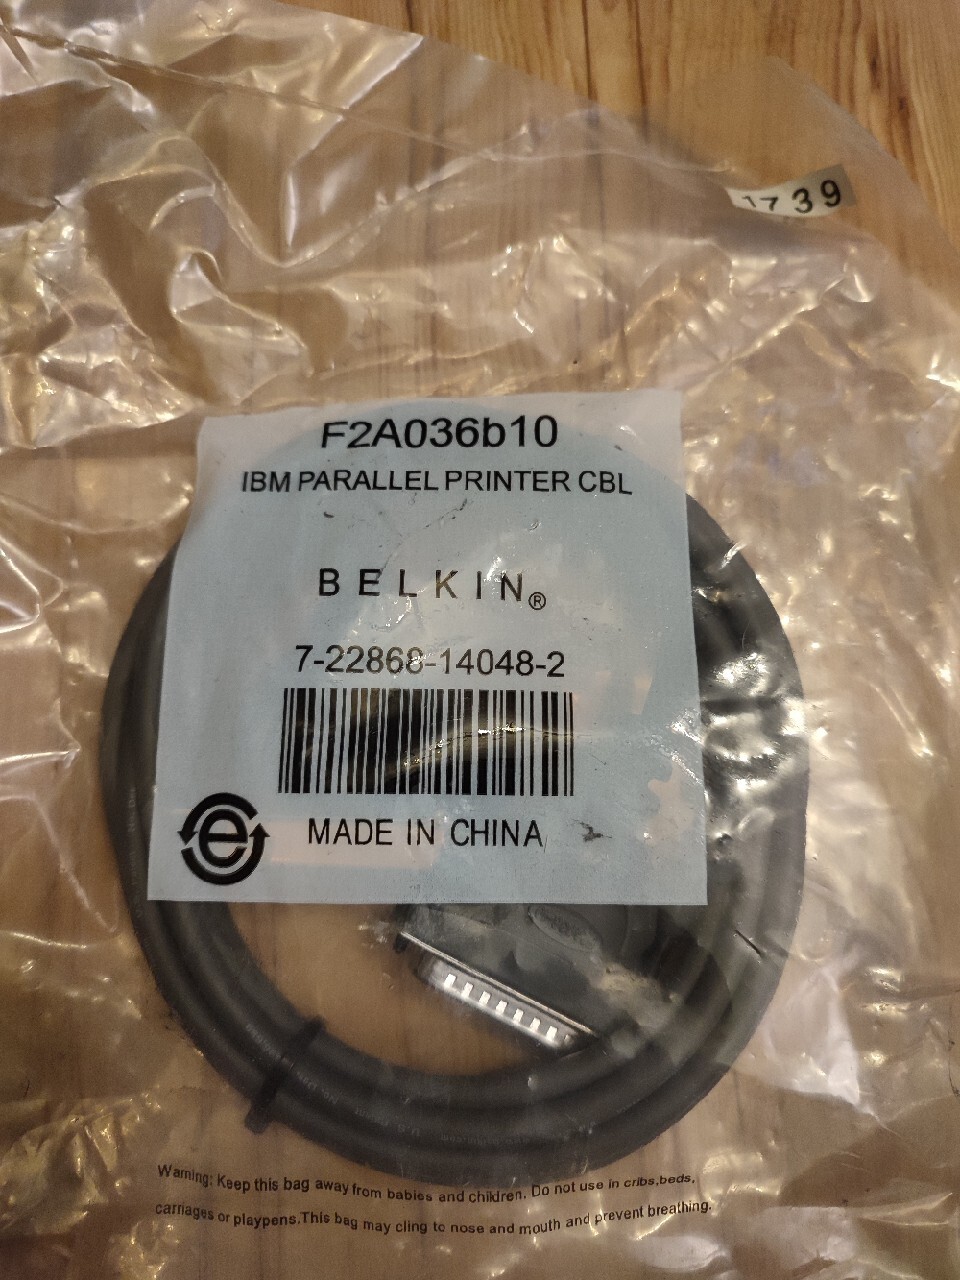 1739
F2A036b10
IBM PARALLEL PRINTER CBL
BELKIN®
7-22868-14048-2
e
MADE IN CHINA
Warning: Keep this bag away from babies and children. Do not use in cribs,beds,
carriages or playpens.This bag may cling to nose and mouth and prevent breathing.